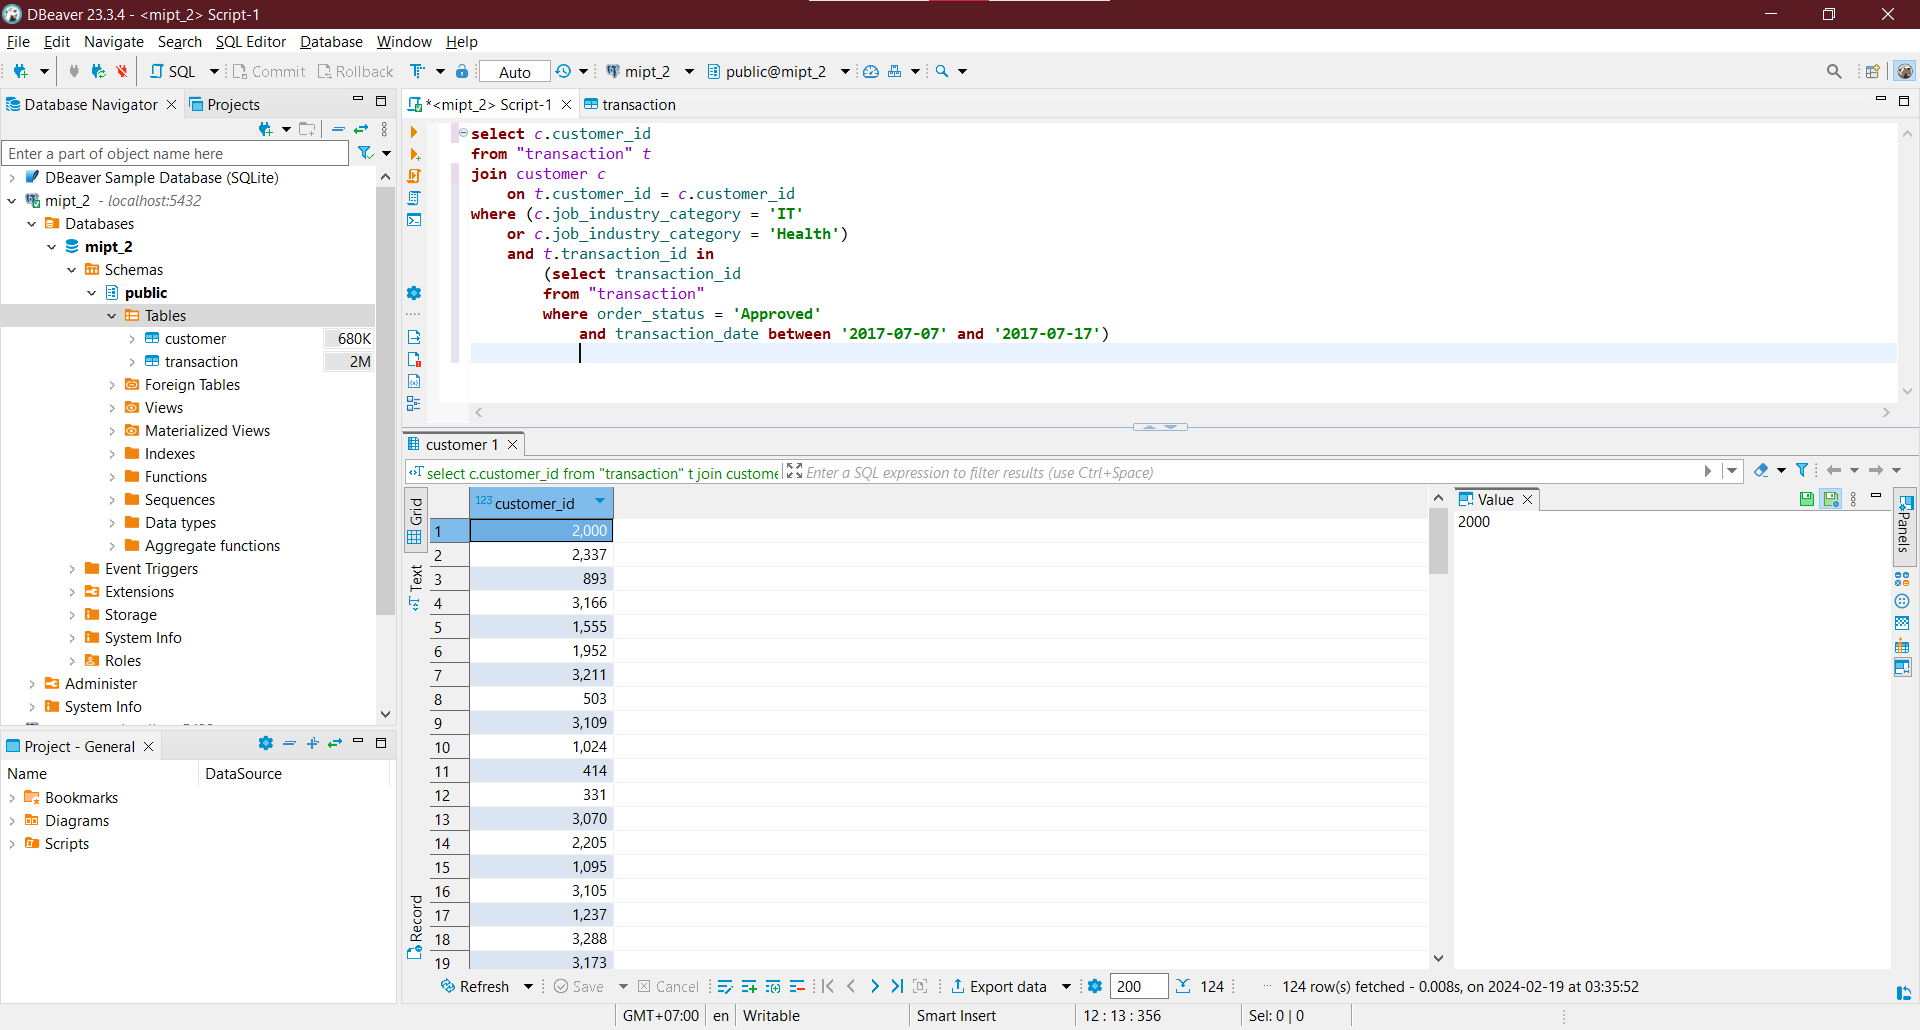 DBeaver 23.3.4 - <mipt_2> Script-1
File Edit Navigate Search SQL Editor Database Window Help
SQL Commit Rollback Auto mipt_2 public@mipt_2
Database Navigator Projects
Enter a part of object name here
DBeaver Sample Database (SQLite)
mipt_2 - localhost:5432
Databases
mipt_2
Schemas
public
Tables
customer 680K
transaction 2M
Foreign Tables
Views
Materialized Views
Indexes
Functions
Sequences
Data types
Aggregate functions
Event Triggers
Extensions
Storage
System Info
Roles
Administer
System Info
Project - General
Name DataSource
Bookmarks
Diagrams
Scripts
*<mipt_2> Script-1 transaction
select c.customer_id
from "transaction" t
join customer c
on t.customer_id = c.customer_id
where (c.job_industry_category = 'IT'
or c.job_industry_category = 'Health')
and t.transaction_id in
(select transaction_id
from "transaction"
where order_status = 'Approved'
and transaction_date between '2017-07-07' and '2017-07-17')
customer 1
select c.customer_id from "transaction" t join custome Enter a SQL expression to filter results (use Ctrl+Space)
Grid
Text
Record
123 customer_id
1 2,000
2 2,337
3 893
4 3,166
5 1,555
6 1,952
7 3,211
8 503
9 3,109
10 1,024
11 414
12 331
13 3,070
14 2,205
15 1,095
16 3,105
17 1,237
18 3,288
19 3,173
Value
2000
Panels
Refresh Save Cancel Export data 200 124 124 row(s) fetched - 0.008s, on 2024-02-19 at 03:35:52
GMT+07:00 en Writable Smart Insert 12 : 13 : 356 Sel: 0 | 0